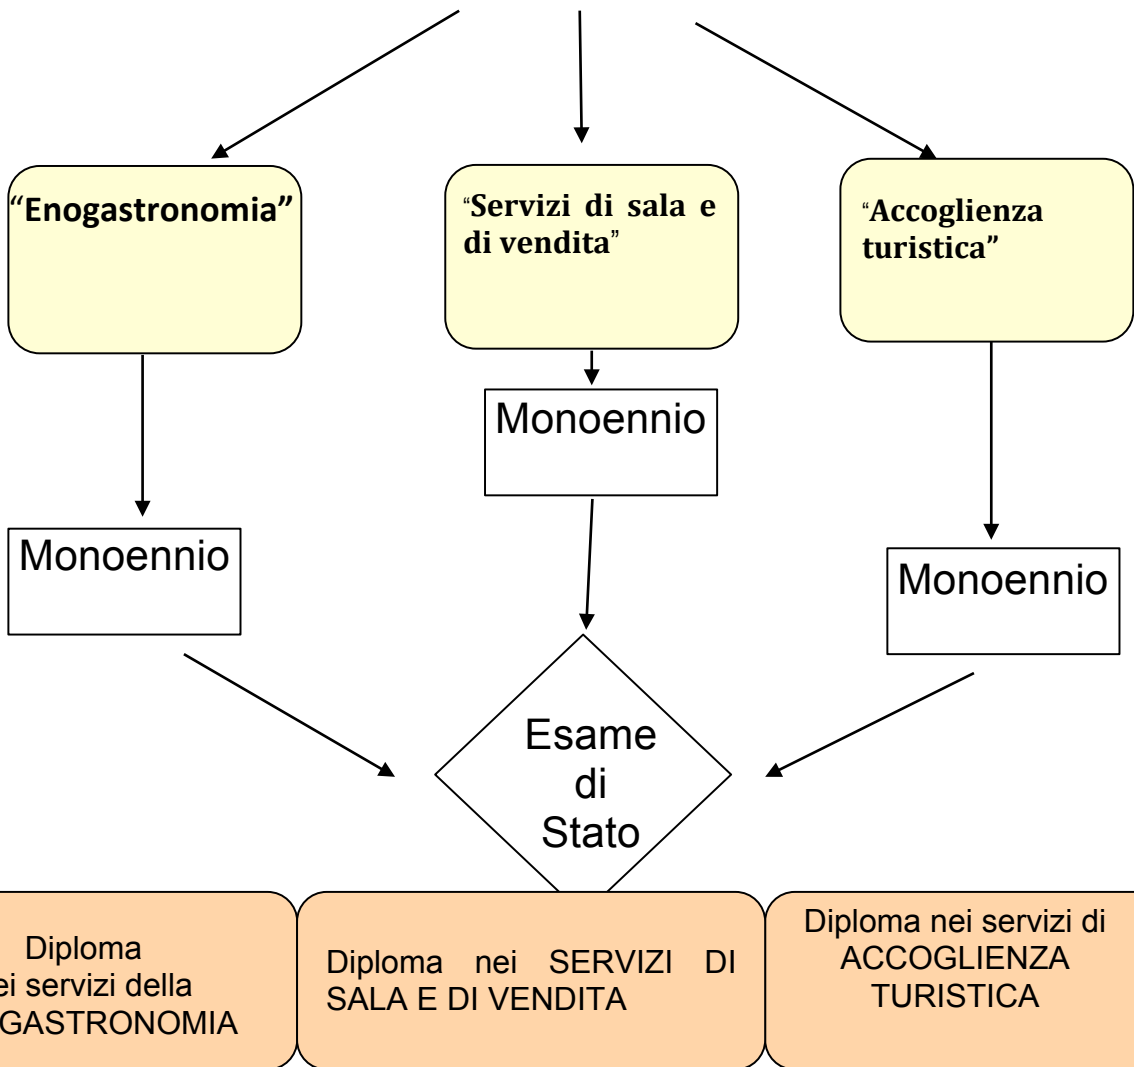 “Enogastronomia”
“Servizi di sala e
di vendita”
“Accoglienza
turistica”
Monoennio
Monoennio
Monoennio
Esame
di
Stato
Diploma
ei servizi della
GASTRONOMIA
Diploma nei SERVIZI DI
SALA E DI VENDITA
Diploma nei servizi di
ACCOGLIENZA
TURISTICA